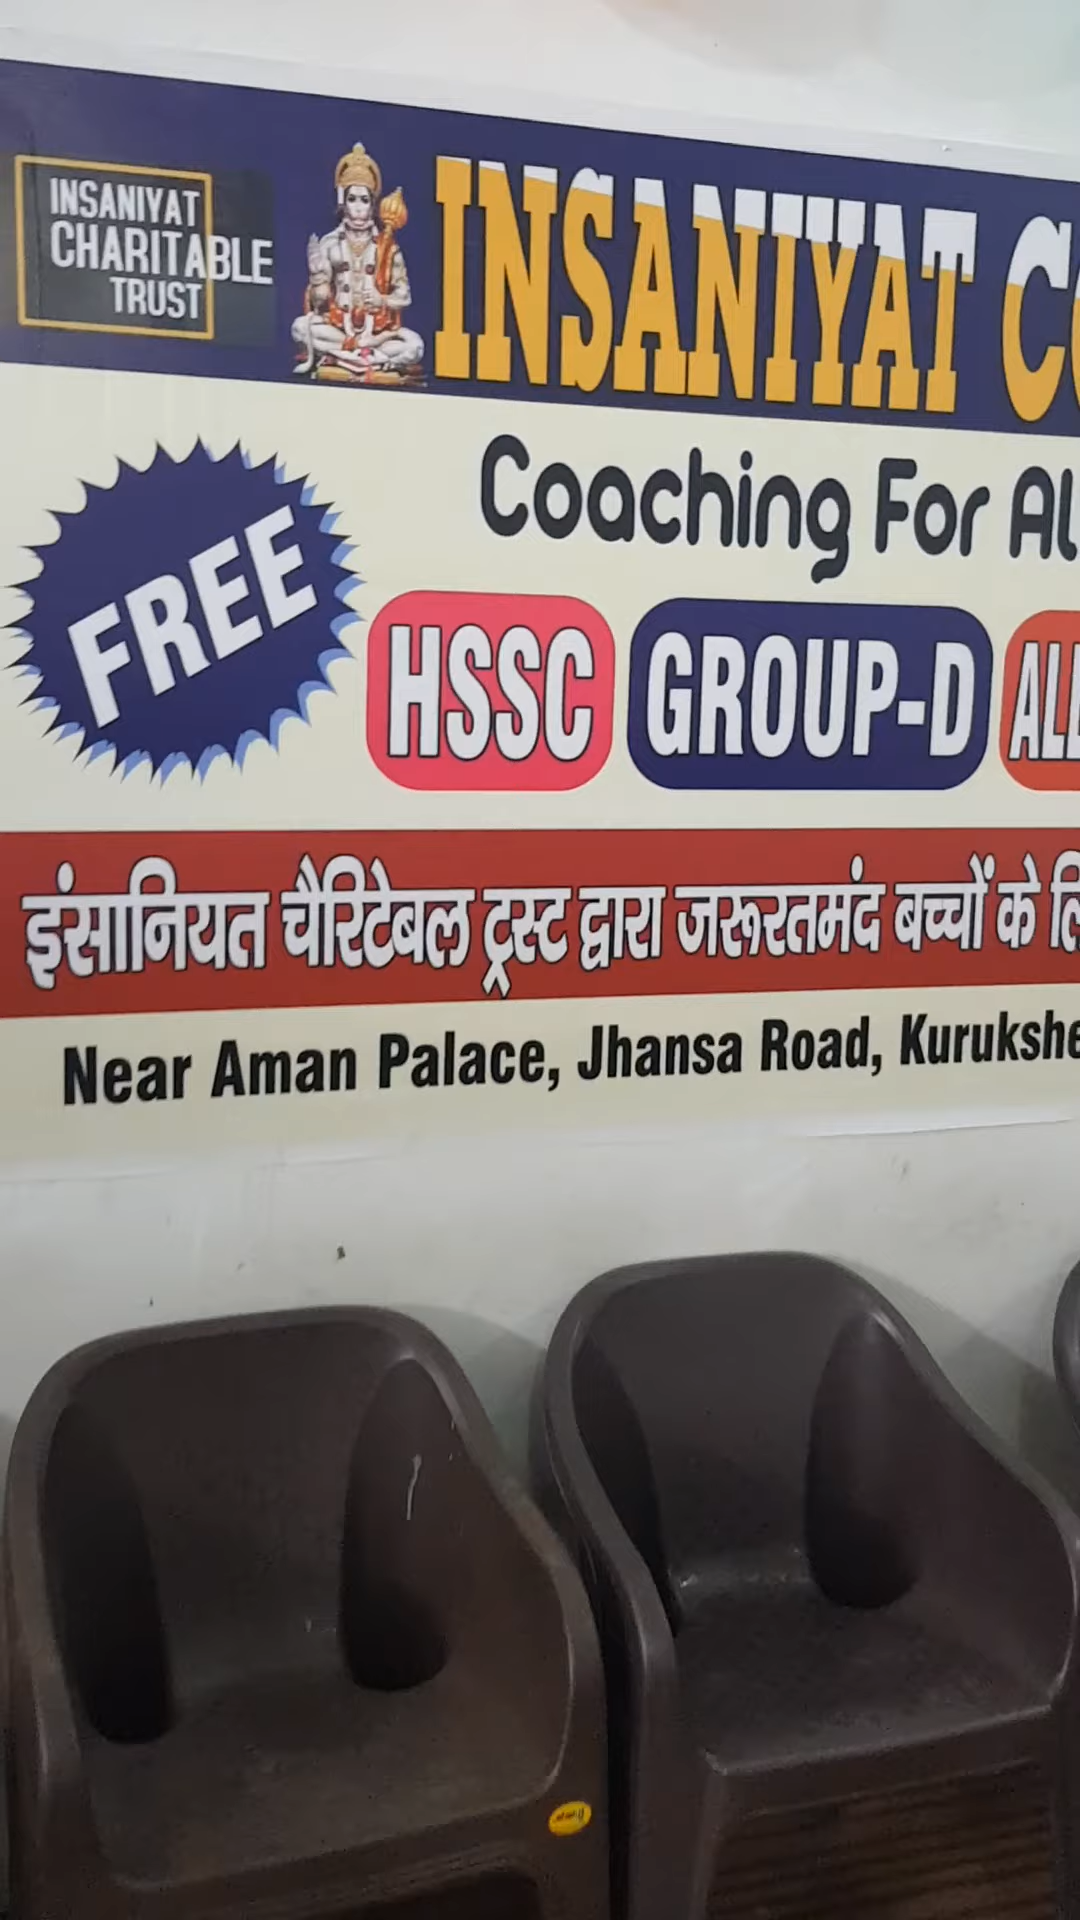 INSANIYAT
CHARITABLE
TRUST
INSANIYAT
Coaching For
FREE
HSSC GROUP-D
इंसानियत चैरिटेबल ट्रस्ट द्वारा जरूरतमंद बच्चों के
Near Aman Palace, Jhansa Road, Kurukshe